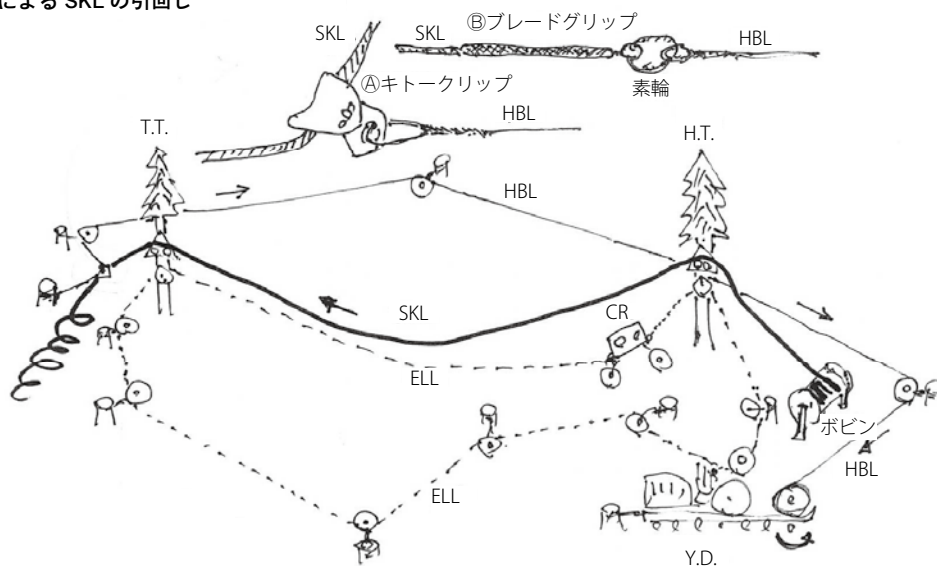 によるSKLの引回し
SKL
SKL
Ⓑブレードグリップ
HBL
素輪
Ⓐキトークリップ
HBL
T.T.
H.T.
HBL
SKL
CR
ELL
ボビン
HBL
ELL
Y.D.